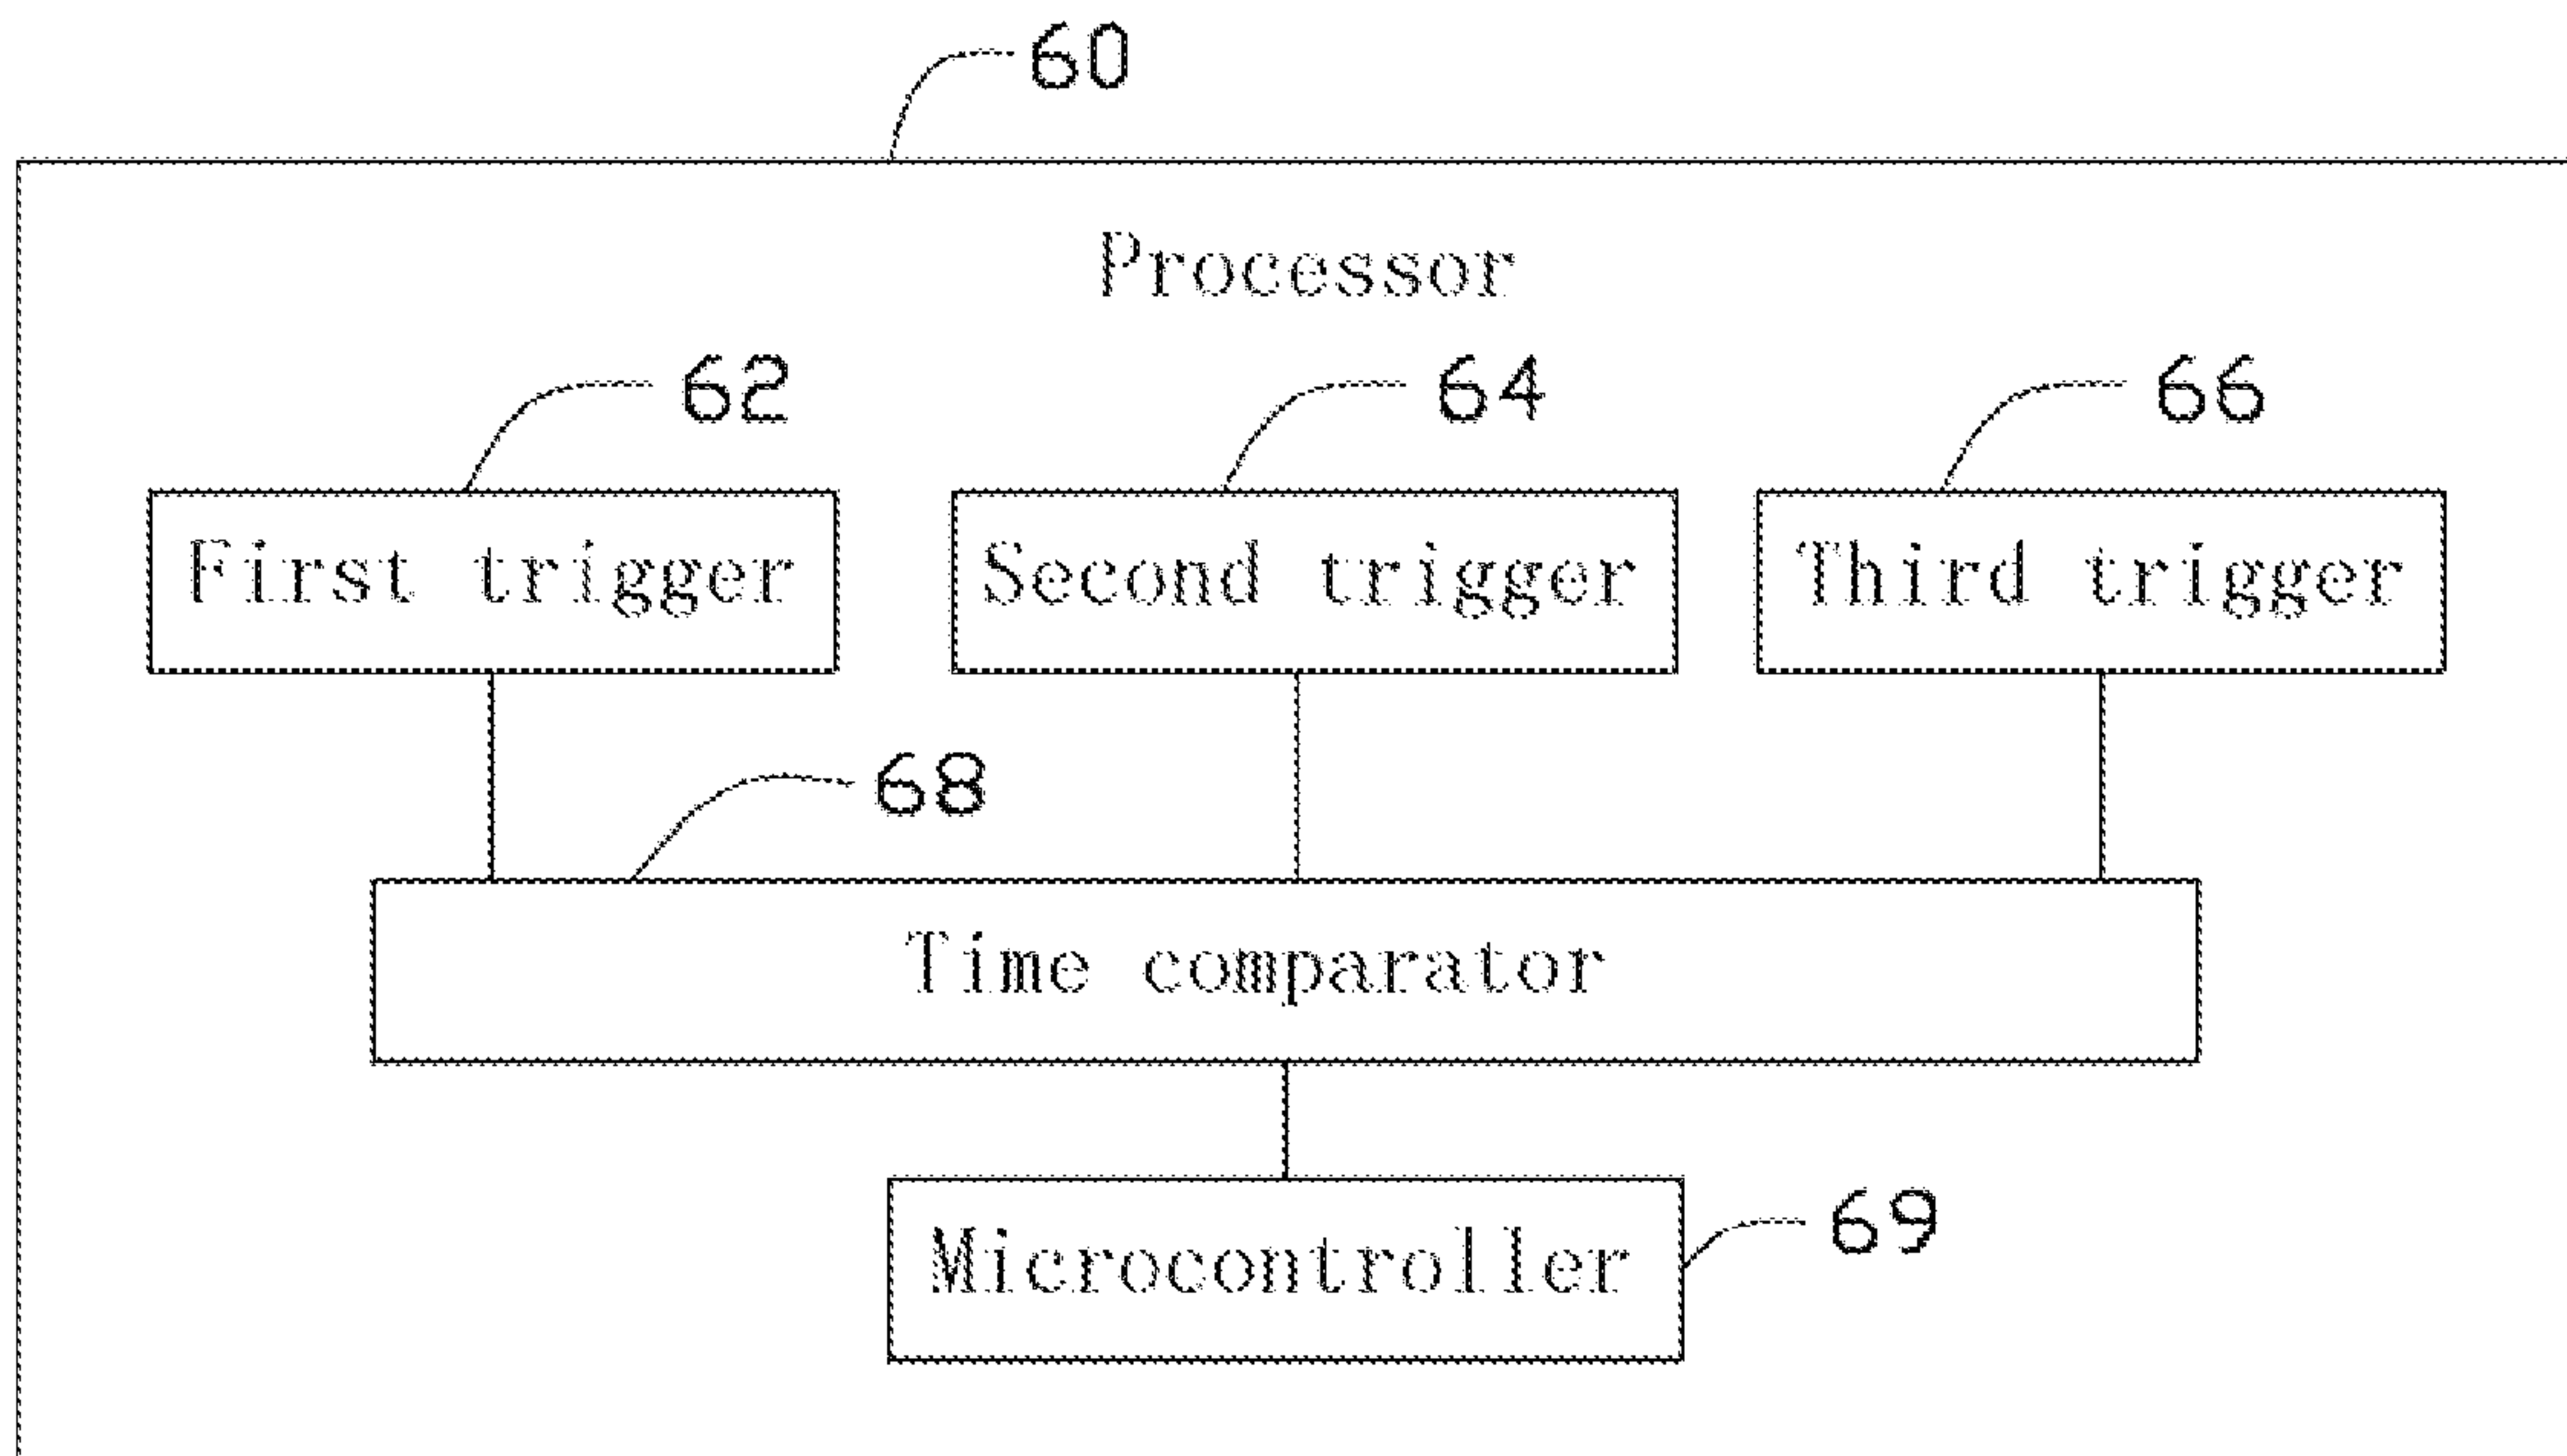 60
Processor
62
64
66
First trigger
Second trigger
Third trigger
68
Time comparator
Microcontroller
69